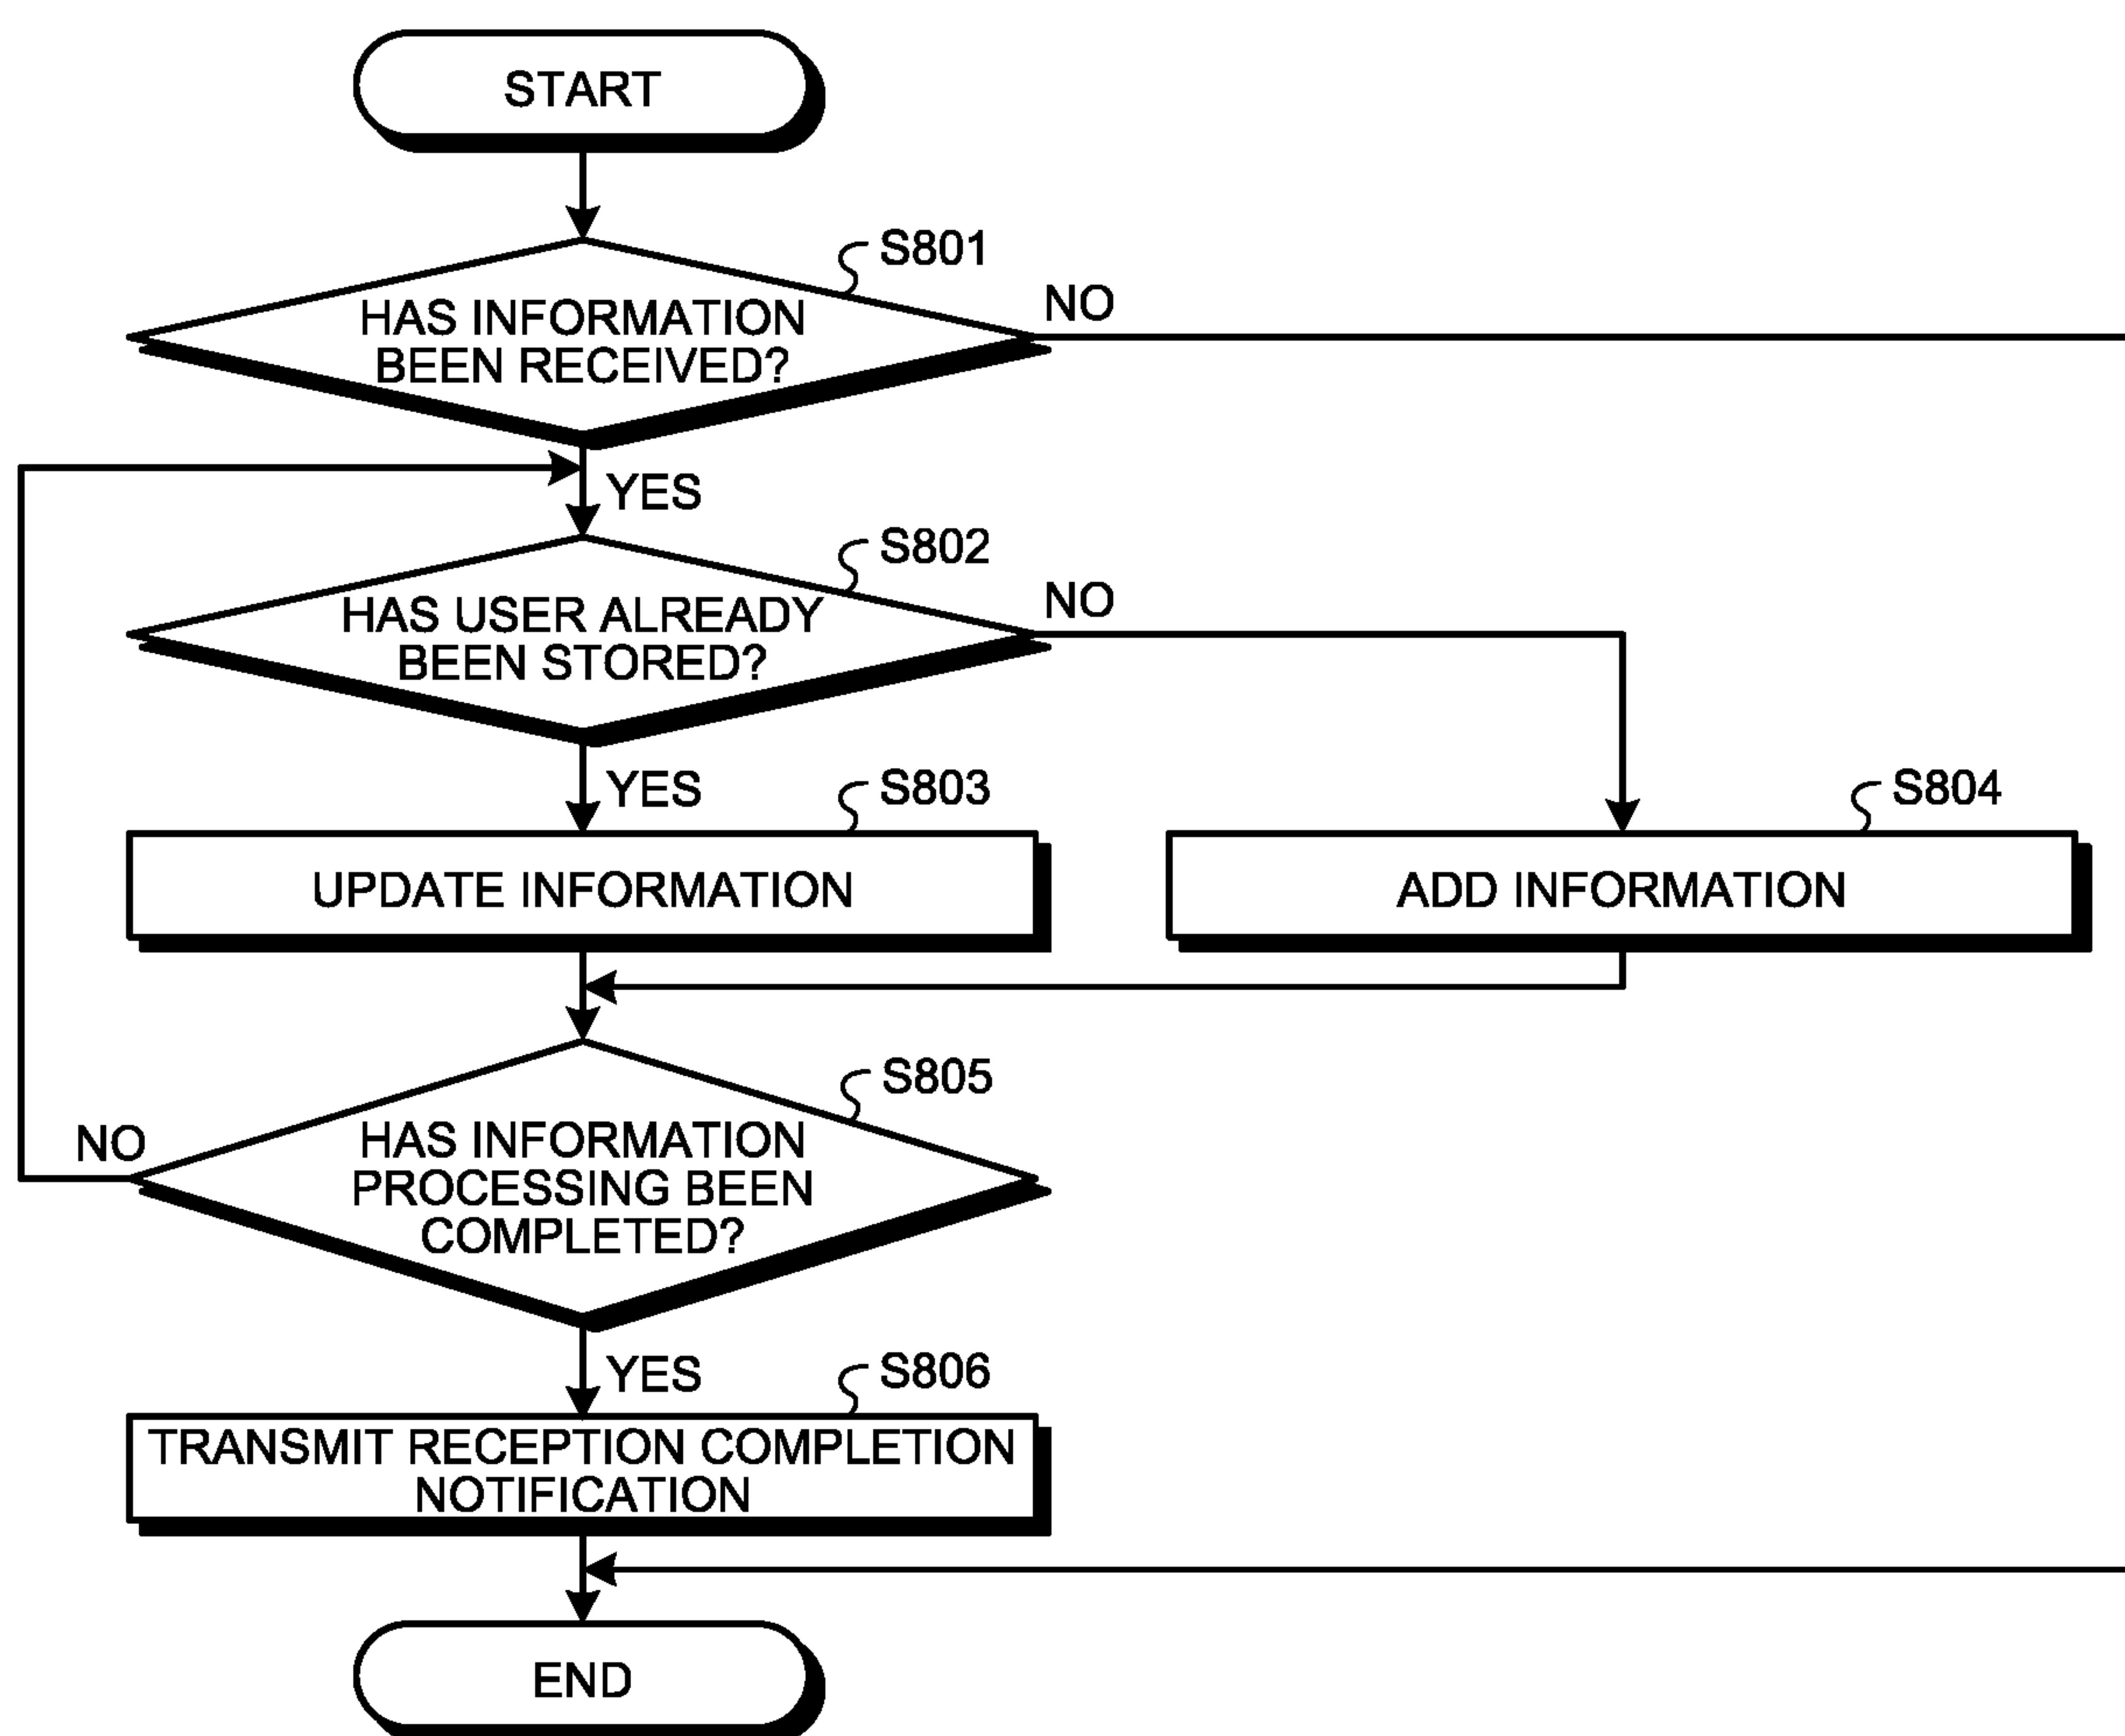 START
S801
HAS INFORMATION
BEEN RECEIVED?
NO
YES
S802
HAS USER ALREADY
BEEN STORED?
NO
YES
S803
S804
UPDATE INFORMATION
ADD INFORMATION
S805
HAS INFORMATION
PROCESSING BEEN
COMPLETED?
NO
YES
S806
TRANSMIT RECEPTION COMPLETION
NOTIFICATION
END